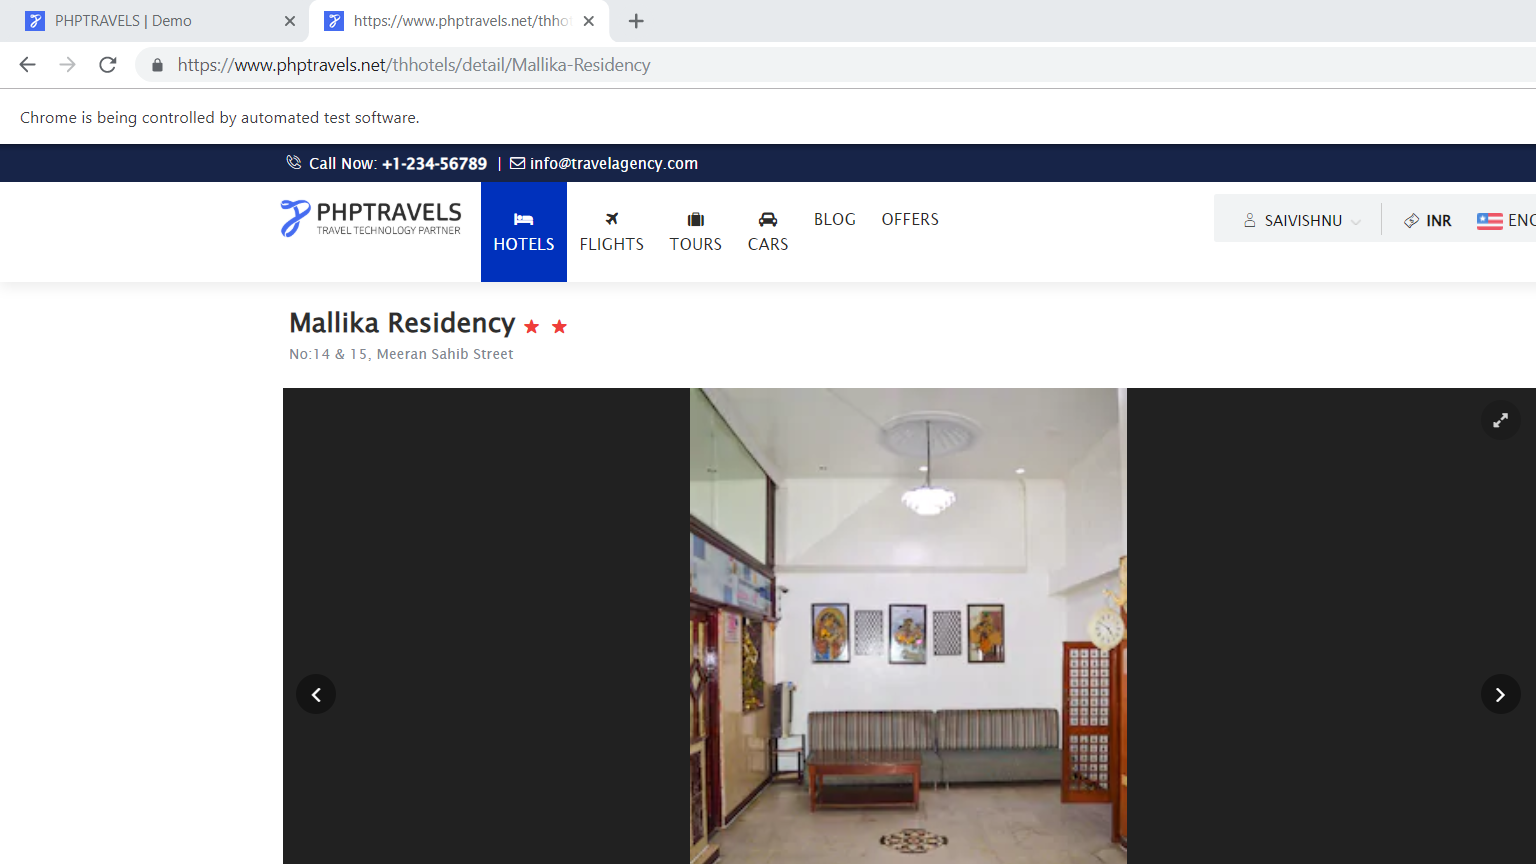 PHPTRAVELS | Demo
https://www.phptravels.net/thhot
https://www.phptravels.net/thhotels/detail/Mallika-Residency
Chrome is being controlled by automated test software.
Call Now: +1-234-56789 | info@travelagency.com
PHPTRAVELS
TRAVEL TECHNOLOGY PARTNER
HOTELS
FLIGHTS
TOURS
CARS
BLOG
OFFERS
SAIVISHNU
INR
ENG
Mallika Residency
No:14 & 15, Meeran Sahib Street